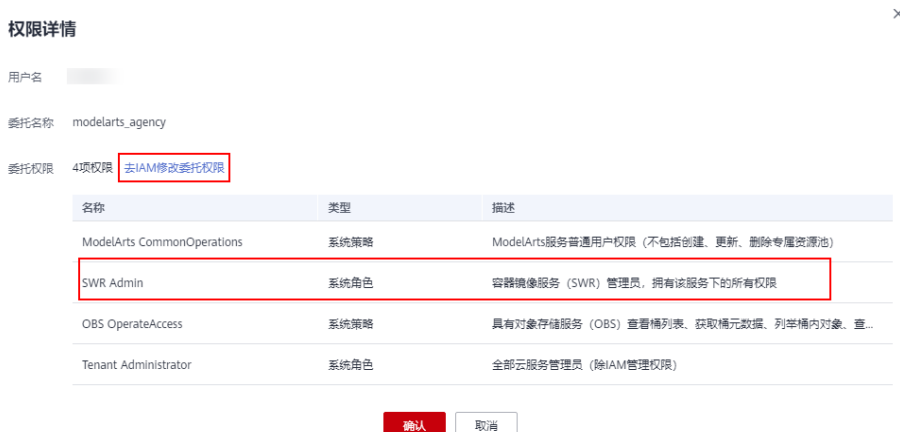 权限详情
用户名
委托名称 modelarts_agency
委托权限 4项权限 去IAM修改委托权限
名称 类型 描述
ModelArts CommonOperations 系统策略 ModelArts服务普通用户权限（不包括创建、更新、删除专属资源池）
SWR Admin 系统角色 容器镜像服务（SWR）管理员，拥有该服务下的所有权限
OBS OperateAccess 系统策略 具有对象存储服务（OBS）查看桶列表、获取桶元数据、列举桶内对象、查...
Tenant Administrator 系统角色 全部云服务管理员（除IAM管理权限）
确认 取消